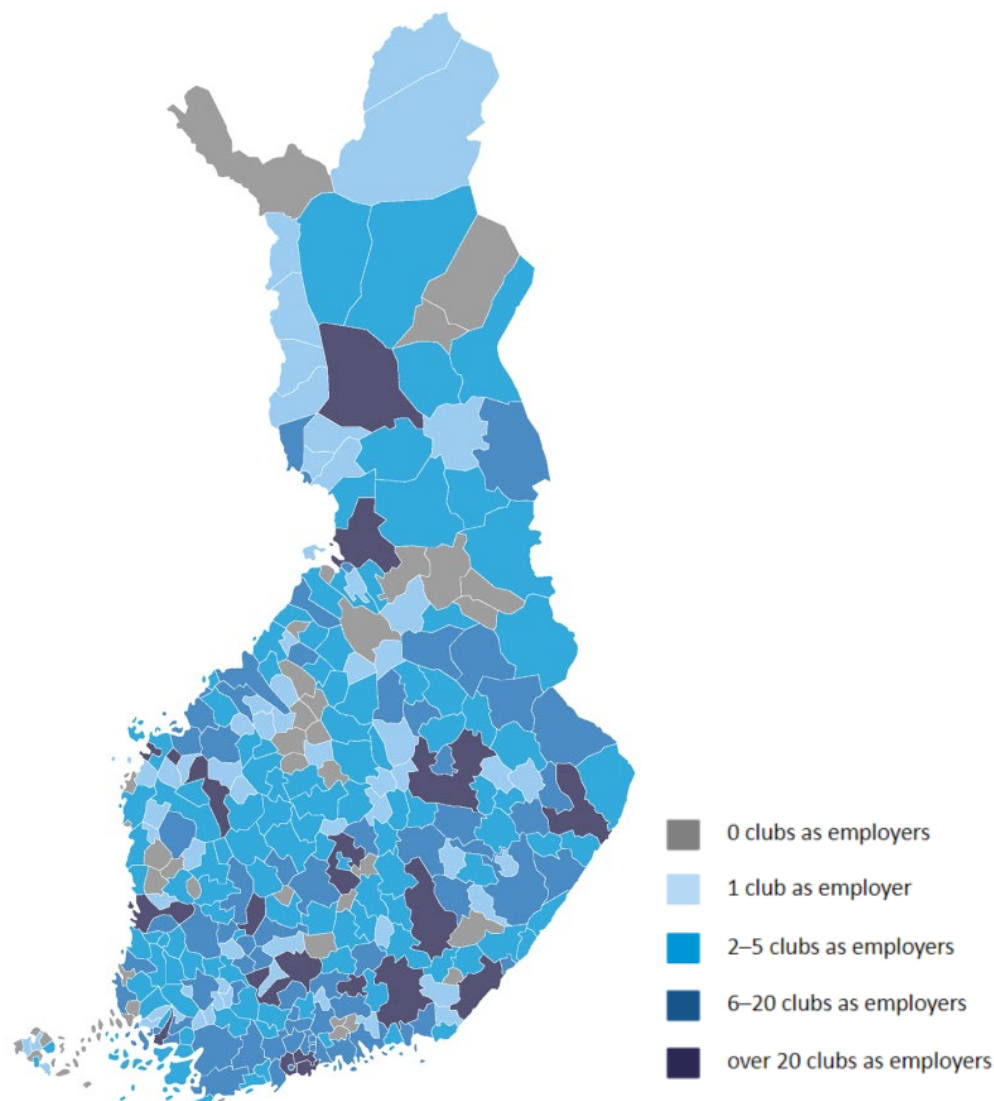 0 clubs as employers
1 club as employer
2–5 clubs as employers
6–20 clubs as employers
over 20 clubs as employers